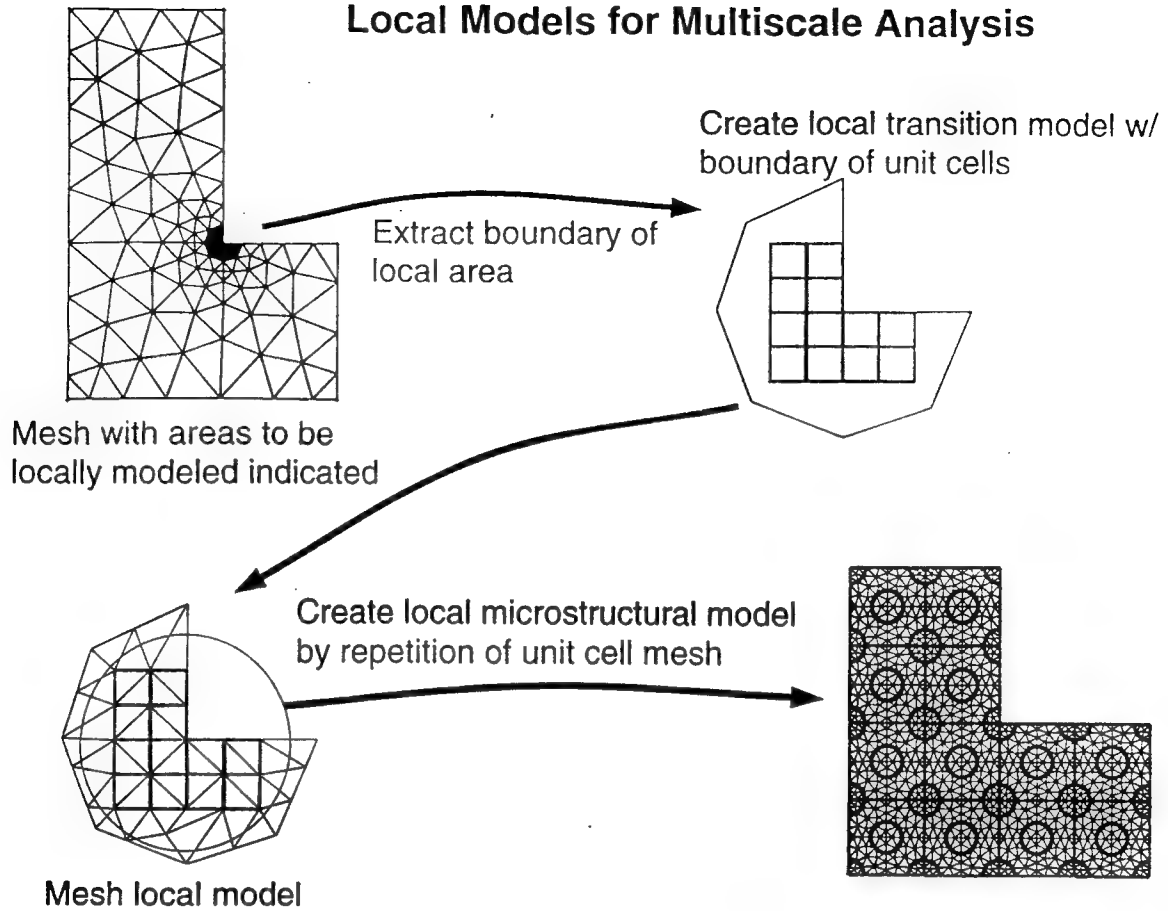 Local Models for Multiscale Analysis
Create local transition model w/
boundary of unit cells
Extract boundary of
local area
Mesh with areas to be
locally modeled indicated
Create local microstructural model
by repetition of unit cell mesh
Mesh local model